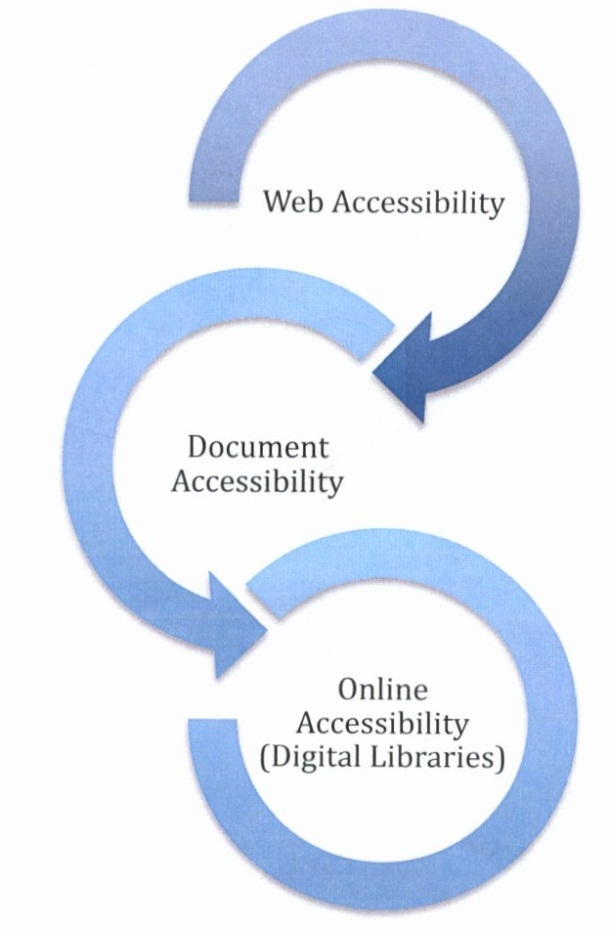 Web Accessibility
Document
Accessibility
Online
Accessibility
(Digital Libraries)